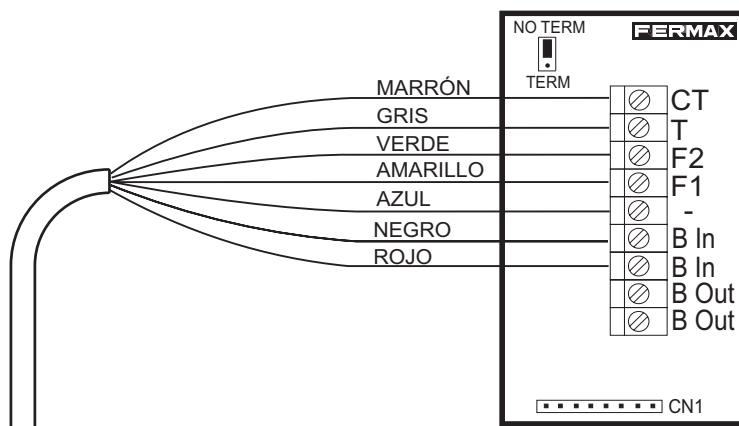 NO TERM
FERMAX
TERM
MARRÓN
CT
GRIS
T
VERDE
F2
AMARILLO
F1
AZUL
-
NEGRO
B In
ROJO
B In
B Out
B Out
CN1